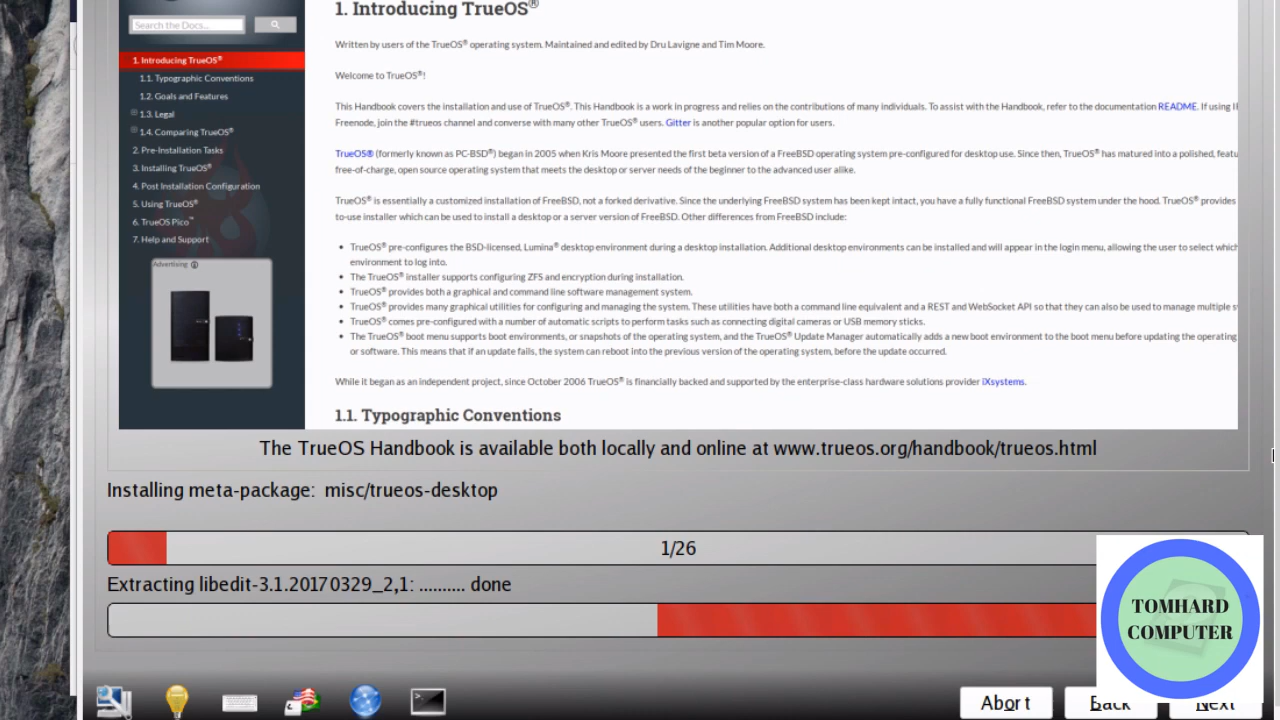 Search the Docs...
1. Introducing TrueOS®
1.1. Typographic Conventions
1.2. Goals and Features
1.3. Legal
1.4. Comparing TrueOS®
2. Pre-Installation Tasks
3. Installing TrueOS®
4. Post Installation Configuration
5. Using TrueOS®
6. TrueOS Pico™
7. Help and Support
Advertising
1. Introducing TrueOS®
Written by users of the TrueOS® operating system. Maintained and edited by Dru Lavigne and Tim Moore.
Welcome to TrueOS®!
This Handbook covers the installation and use of TrueOS®. This Handbook is a work in progress and relies on the contributions of many individuals. To assist with the Handbook, refer to the documentation README. If using
Freenode, join the #trueos channel and converse with many other TrueOS® users. Gitter is another popular option for users.
TrueOS® (formerly known as PC-BSD®) began in 2005 when Kris Moore presented the first beta version of a FreeBSD operating system pre-configured for desktop use. Since then, TrueOS® has matured into a polished, featu
free-of-charge, open source operating system that meets the desktop or server needs of the beginner to the advanced user alike.
TrueOS® is essentially a customized installation of FreeBSD, not a forked derivative. Since the underlying FreeBSD system has been kept intact, you have a fully functional FreeBSD system under the hood. TrueOS® provides
to-use installer which can be used to install a desktop or a server version of FreeBSD. Other differences from FreeBSD include:
• TrueOS® pre-configures the BSD-licensed, Lumina® desktop environment during a desktop installation. Additional desktop environments can be installed and will appear in the login menu, allowing the user to select which
environment to log into.
• The TrueOS® installer supports configuring ZFS and encryption during installation.
• TrueOS® provides both a graphical and command line software management system.
• TrueOS® provides many graphical utilities for configuring and managing the system. These utilities have both a command line equivalent and a REST and WebSocket API so that they can also be used to manage multiple s
• TrueOS® comes pre-configured with a number of automatic scripts to perform tasks such as connecting digital cameras or USB memory sticks.
• The TrueOS® boot menu supports boot environments, or snapshots of the operating system, and the TrueOS® Update Manager automatically adds a new boot environment to the boot menu before updating the operating
or software. This means that if an update fails, the system can reboot into the previous version of the operating system, before the update occurred.
While it began as an independent project, since October 2006 TrueOS® is financially backed and supported by the enterprise-class hardware solutions provider iXsystems.
1.1. Typographic Conventions
The TrueOS Handbook is available both locally and online at www.trueos.org/handbook/trueos.html
Installing meta-package: misc/trueos-desktop
1/26
Extracting libedit-3.1.20170329_2,1: .......... done
TOMHARD
COMPUTER
Abort
Back
Next